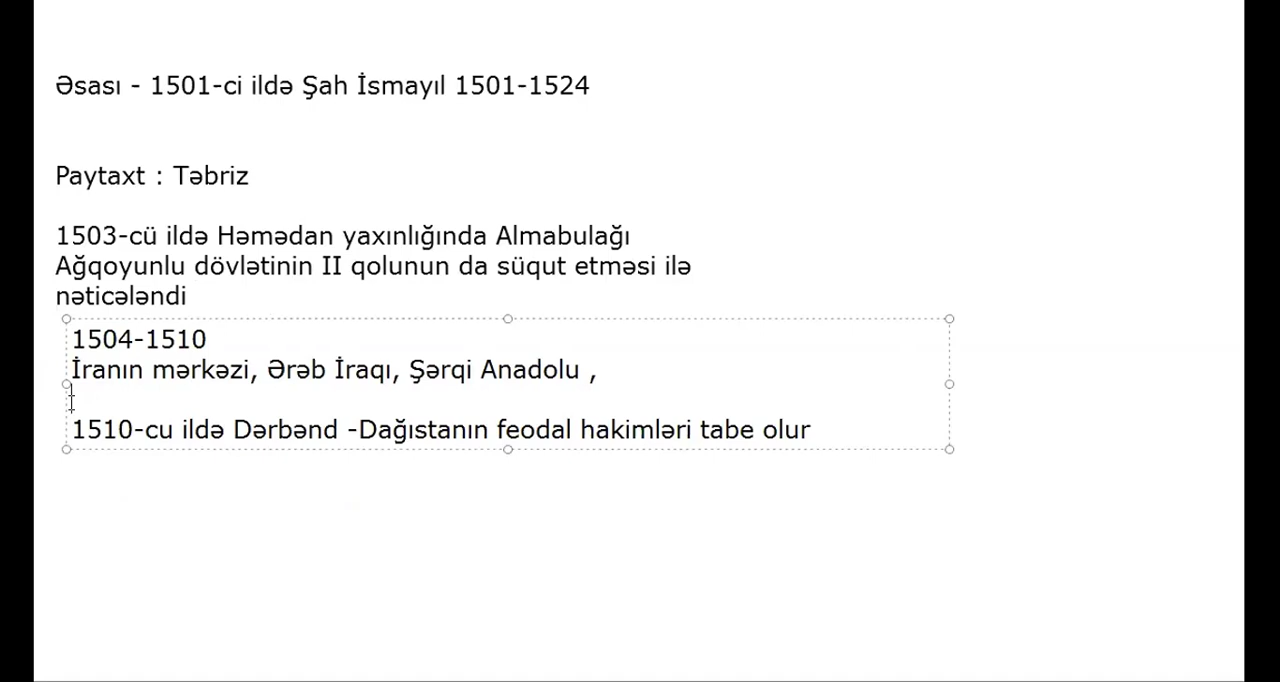 Əsası - 1501-ci ildə Şah İsmayıl 1501-1524
Paytaxt : Təbriz
1503-cü ildə Həmədan yaxınlığında Almabulağı
Ağqoyunlu dövlətinin II qolunun da süqut etməsi ilə
nəticələndi
1504-1510
İranın mərkəzi, Ərəb İraqı, Şərqi Anadolu ,
1510-cu ildə Dərbənd -Dağıstanın feodal hakimləri tabe olur